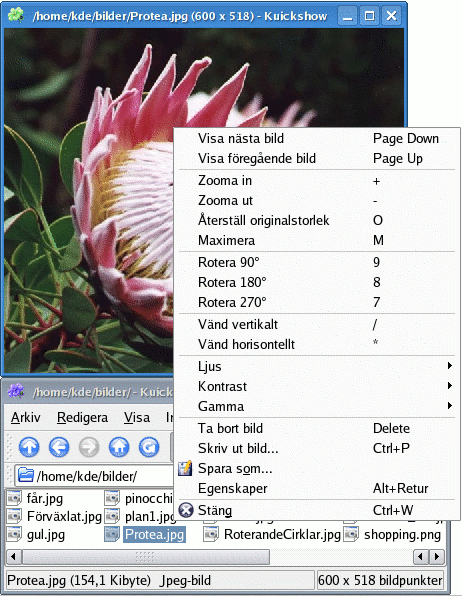 /home/kde/bilder/Protea.jpg (600 x 518) - Kuickshow
Visa nästa bild Page Down
Visa föregående bild Page Up
Zooma in +
Zooma ut -
Återställ originalstorlek O
Maximera M
Rotera 90° 9
Rotera 180° 8
Rotera 270° 7
Vänd vertikalt /
Vänd horisontellt *
Ljus
Kontrast
Gamma
Ta bort bild Delete
Skriv ut bild... Ctrl+P
Spara som...
Egenskaper Alt+Retur
Stäng Ctrl+W
/home/kde/bilder/ - Kuick
Arkiv Redigera Visa
/home/kde/bilder/
får.jpg pinocchi
Förväxlat.jpg plan1.jpg
gul.jpg Protea.jpg RoterandeCirklar.jpg shopping.png
Protea.jpg (154,1 Kibyte) Jpeg-bild 600 x 518 bildpunkter